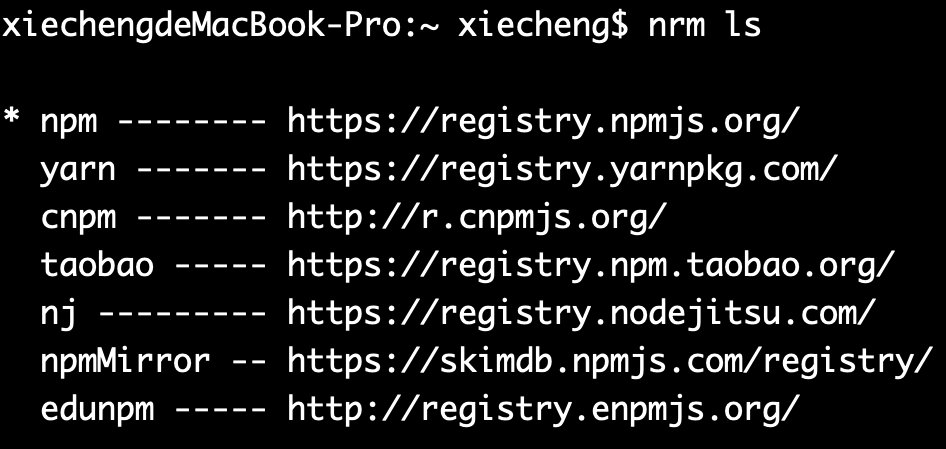 xiechengdeMacBook-Pro:~ xiecheng$ nrm ls
* npm -------- https://registry.npmjs.org/
yarn ------- https://registry.yarnpkg.com/
cnpm ------- http://r.cnpmjs.org/
taobao ----- https://registry.npm.taobao.org/
nj --------- https://registry.nodejitsu.com/
npmMirror -- https://skimdb.npmjs.com/registry/
edunpm ----- http://registry.enpmjs.org/